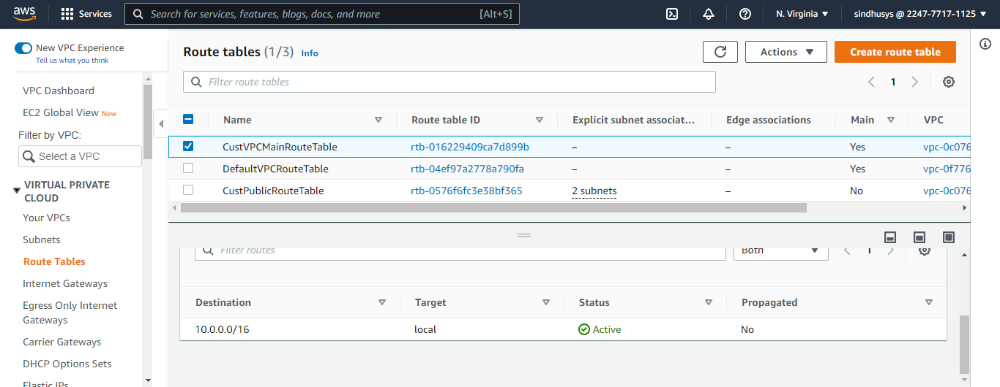 aws
Services
Search for services, features, blogs, docs, and more
[Alt+S]
N. Virginia
sindhusys @ 2247-7717-1125
New VPC Experience
Tell us what you think
VPC Dashboard
EC2 Global View New
Filter by VPC:
Select a VPC
VIRTUAL PRIVATE
CLOUD
Your VPCs
Subnets
Route Tables
Internet Gateways
Egress Only Internet
Gateways
Carrier Gateways
DHCP Options Sets
Elastic IPs
Route tables (1/3) Info
Actions
Create route table
Filter route tables
1
Name Route table ID Explicit subnet associat... Edge associations Main VPC
CustVPCMainRouteTable rtb-016229409ca7d899b – – Yes vpc-0c076
DefaultVPCRouteTable rtb-04ef97a2778a790fa – – Yes vpc-0f776
CustPublicRouteTable rtb-0576f6fc3e38bf365 2 subnets – No vpc-0c076
Filter routes
Both
1
Destination Target Status Propagated
10.0.0.0/16 local Active No